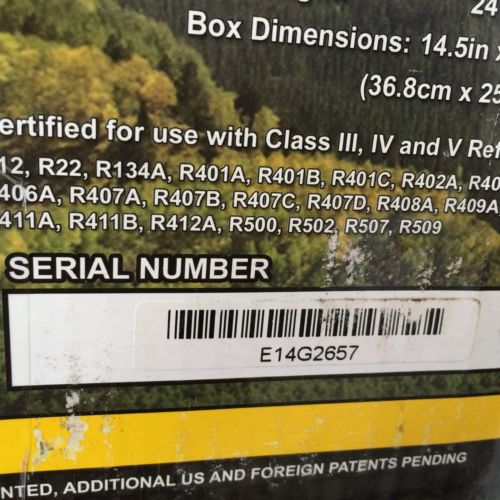 24
Box Dimensions: 14.5in x
(36.8cm x 25
ertified for use with Class III, IV and V Ref
12, R22, R134A, R401A, R401B, R401C, R402A, R40
406A, R407A, R407B, R407C, R407D, R408A, R409A
411A, R411B, R412A, R500, R502, R507, R509
SERIAL NUMBER
E14G2657
NTED, ADDITIONAL US AND FOREIGN PATENTS PENDING